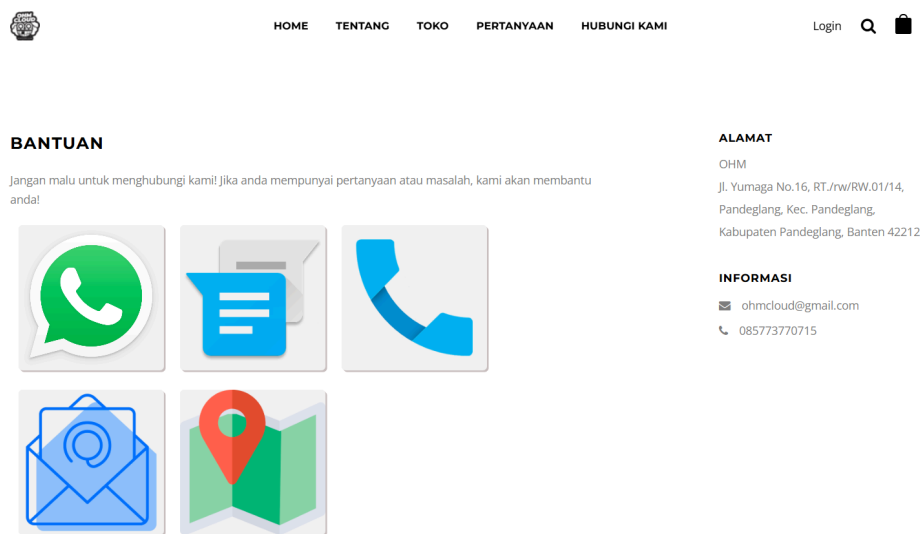 OHM
CLOUD
HOME TENTANG TOKO PERTANYAAN HUBUNGI KAMI
Login
BANTUAN
Jangan malu untuk menghubungi kami! Jika anda mempunyai pertanyaan atau masalah, kami akan membantu
anda!
ALAMAT
OHM
Jl. Yumaga No.16, RT./rw/RW.01/14,
Pandeglang, Kec. Pandeglang,
Kabupaten Pandeglang, Banten 42212
INFORMASI
ohmcloud@gmail.com
085773770715